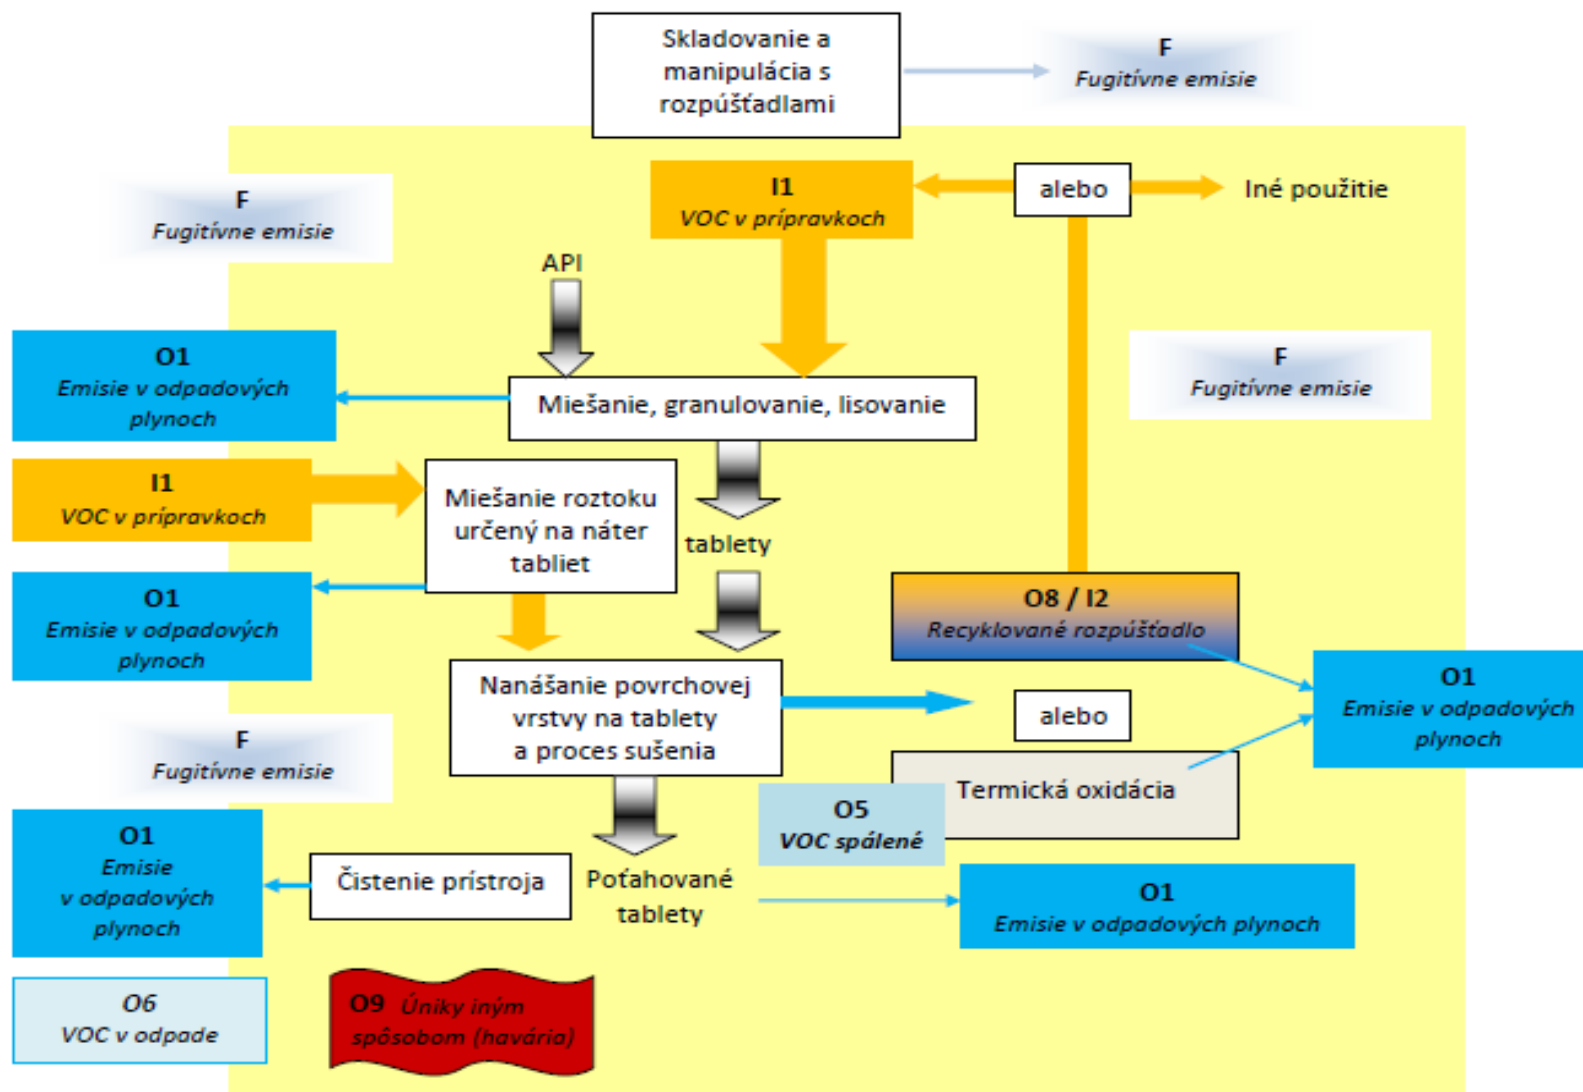 Skladovanie a
manipulácia s
rozpúšťadlami
F
Fugitívne emisie
F
Fugitívne emisie
I1
VOC v prípravkoch
alebo
Iné použitie
API
O1
Emisie v odpadových
plynoch
Miešanie, granulovanie, lisovanie
F
Fugitívne emisie
I1
VOC v prípravkoch
Miešanie roztoku
určený na náter
tabliet
tablety
O1
Emisie v odpadových
plynoch
O8 / I2
Recyklované rozpúšťadlo
Nanášanie povrchovej
vrstvy na tablety
a proces sušenia
alebo
O1
Emisie v odpadových
plynoch
F
Fugitívne emisie
Termická oxidácia
O5
VOC spálené
O1
Emisie
v odpadových
plynoch
Čistenie prístroja
Poťahované
tablety
O1
Emisie v odpadových plynoch
O6
VOC v odpade
O9 Úniky iným
spôsobom (havária)